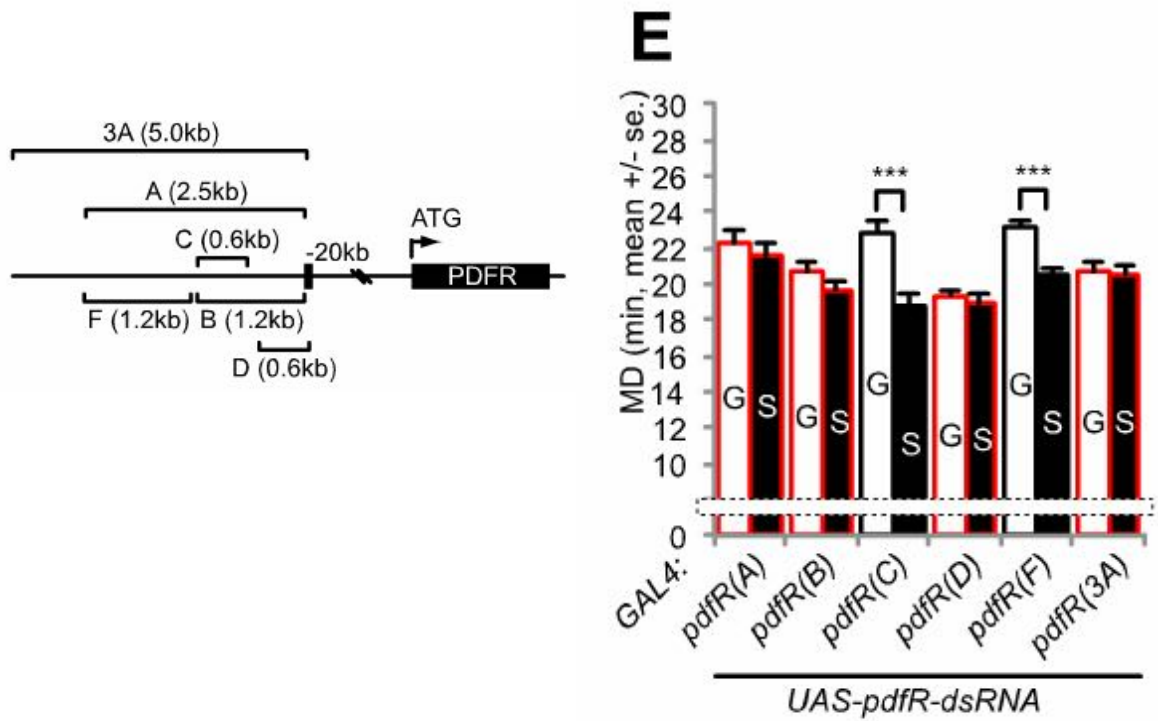 3A (5.0kb)
A (2.5kb)
C (0.6kb)
-20kb
ATG
PDFR
F (1.2kb)
B (1.2kb)
D (0.6kb)
E
MD (min, mean +/- se.)
30
28
26
24
22
20
18
16
14
12
10
0
***
***
G
S
G
S
G
S
G
S
G
S
G
S
GAL4:
pdfR(A)
pdfR(B)
pdfR(C)
pdfR(D)
pdfR(F)
pdfR(3A)
UAS-pdfR-dsRNA